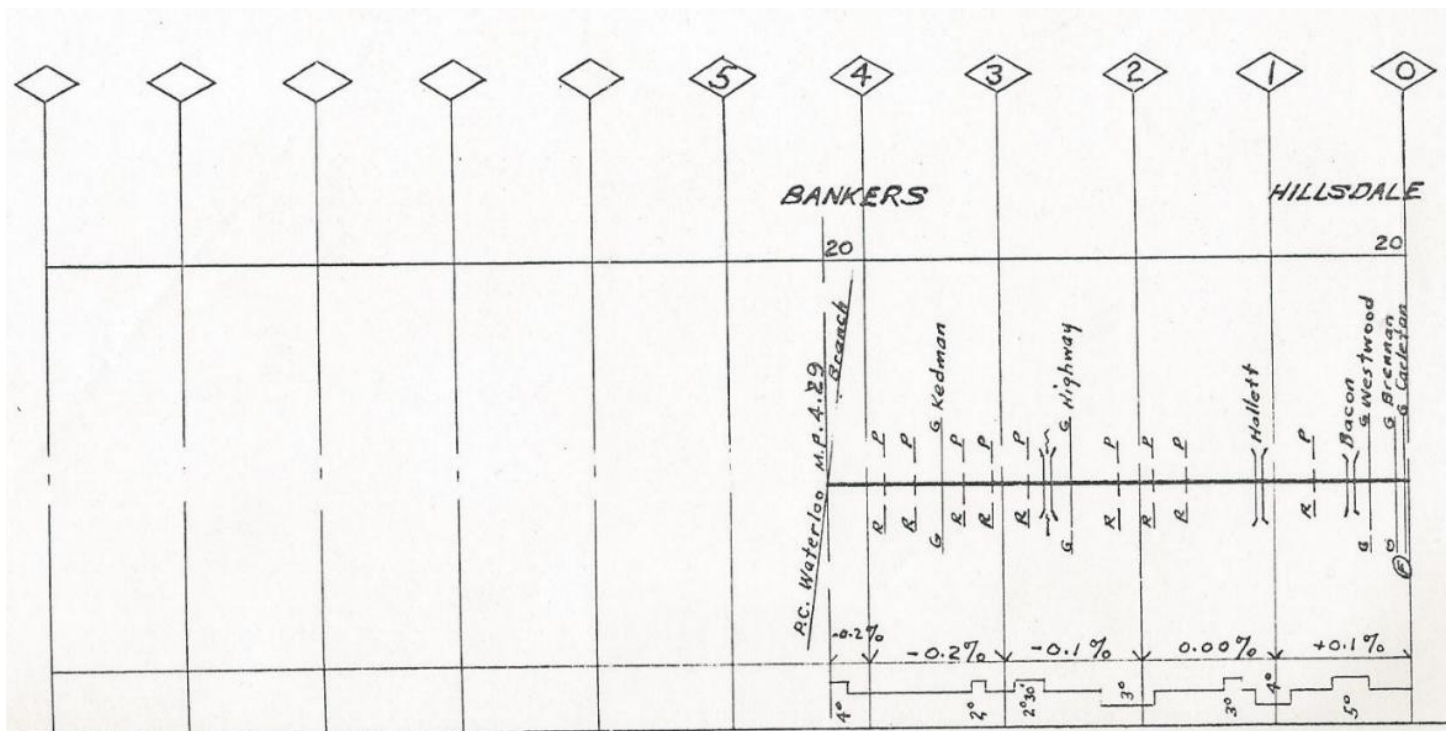 5 4 3 2 1 0
BANKERS HILLSDALE
20 20
P.C. Waterloo M.P. 4.29 Branch
G Kedman
G Highway
Hallett
Bacon
G Westwood
G Brennan
G Carleton
P P P P P P P P P
R R R R R R R R R
G G G G
F
-0.2% -0.2% -0.1% 0.00% +0.1%
4° 2° 2°30' 3° 3° 4° 5°